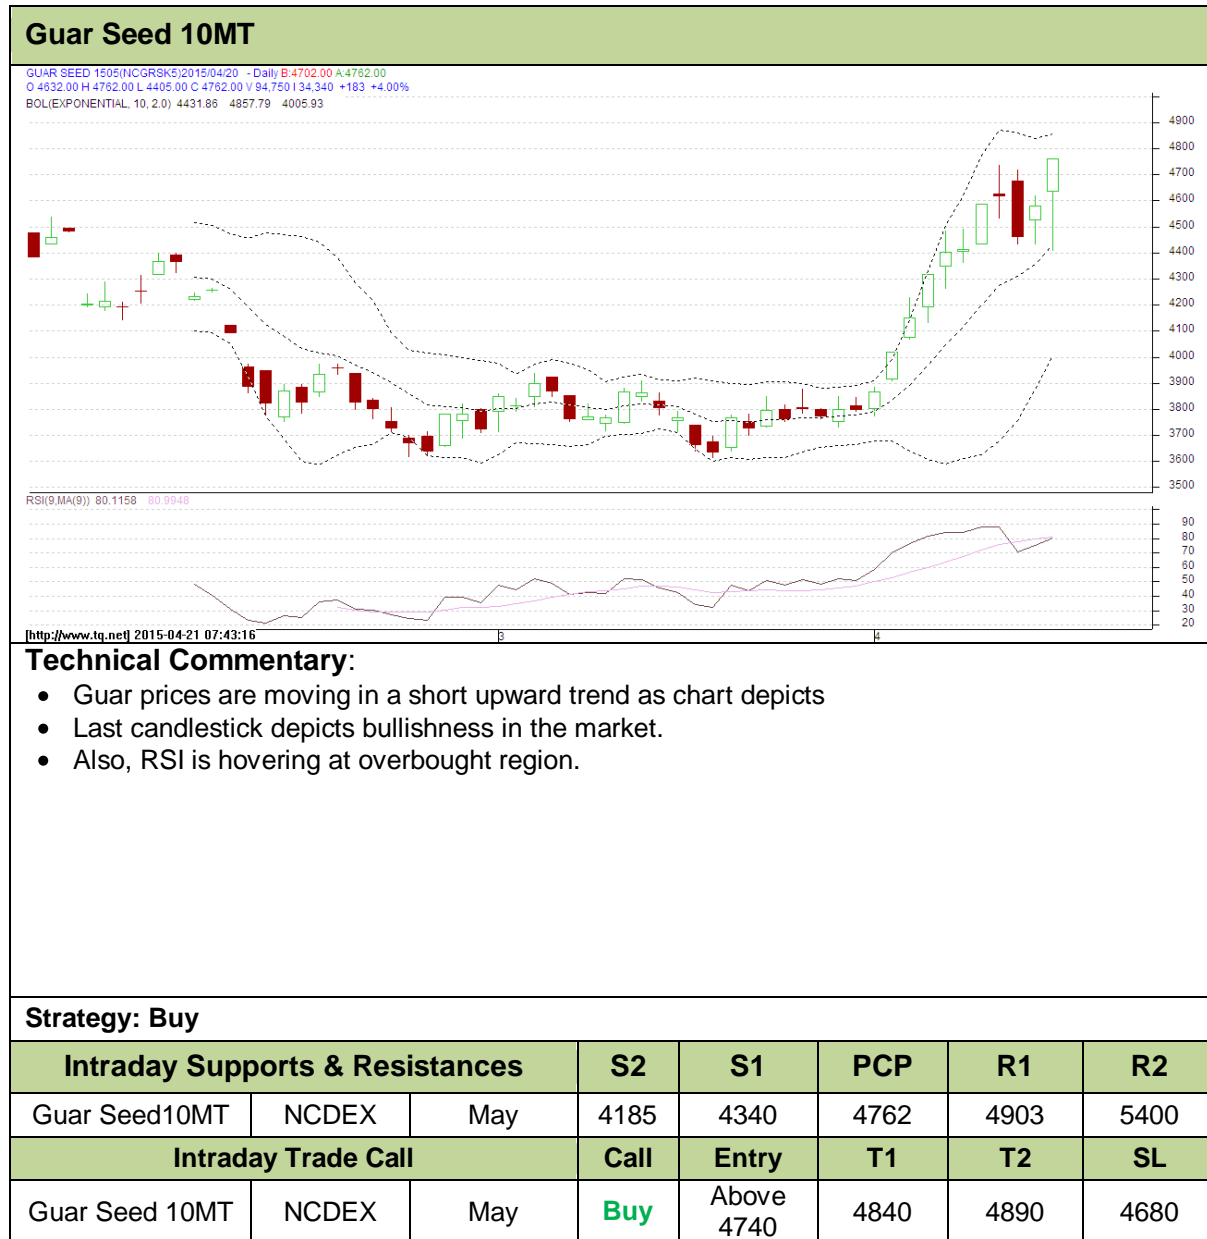 Guar Seed 10MT
GUAR SEED 1505(NCGRSK5)2015/04/20 - Daily B:4702.00 A:4762.00
O 4632.00 H 4762.00 L 4405.00 C 4762.00 V 94,750 I 34,340 +183 +4.00%
BOL(EXPONENTIAL, 10, 2.0) 4431.86 4857.79 4005.93
4900
4800
4700
4600
4500
4400
4300
4200
4100
4000
3900
3800
3700
3600
3500
RSI(9,MA(9)) 80.1158 80.9948
90
80
70
60
50
40
30
20
[http://www.tq.net] 2015-04-21 07:43:16 3 4
Technical Commentary:
• Guar prices are moving in a short upward trend as chart depicts
• Last candlestick depicts bullishness in the market.
• Also, RSI is hovering at overbought region.
Strategy: Buy
Intraday Supports & Resistances S2 S1 PCP R1 R2
Guar Seed10MT NCDEX May 4185 4340 4762 4903 5400
Intraday Trade Call Call Entry T1 T2 SL
Guar Seed 10MT NCDEX May Buy Above 4740 4840 4890 4680